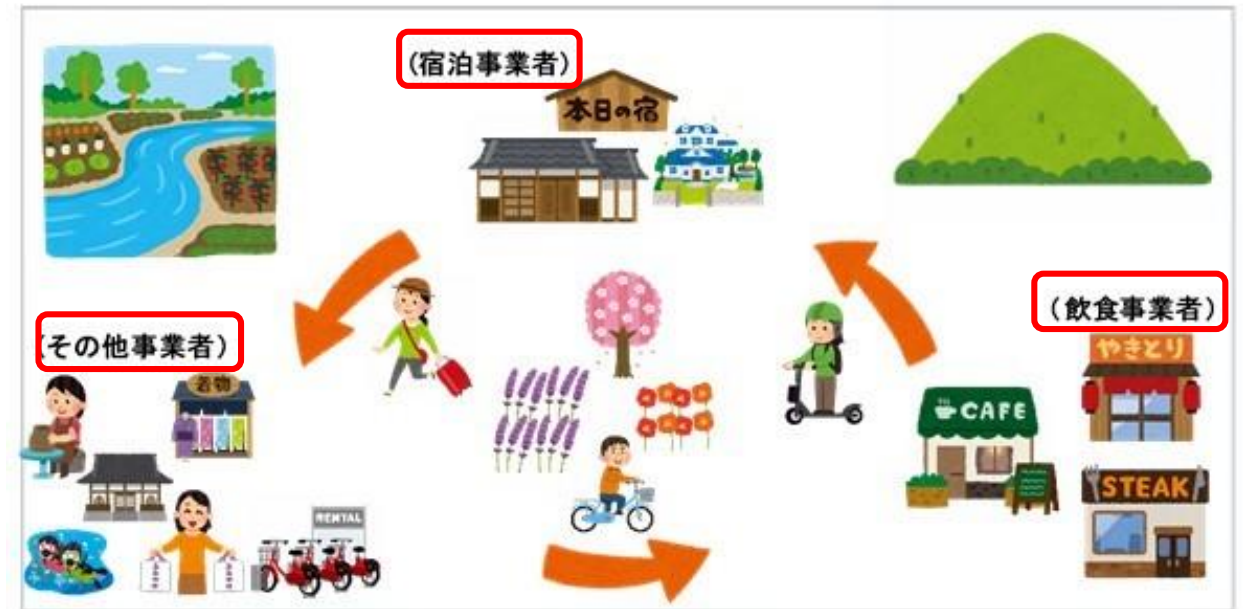 (宿泊事業者)
本日の宿
(飲食事業者)
やきとり
(その他事業者)
着物
CAFE
STEAK
RENTAL